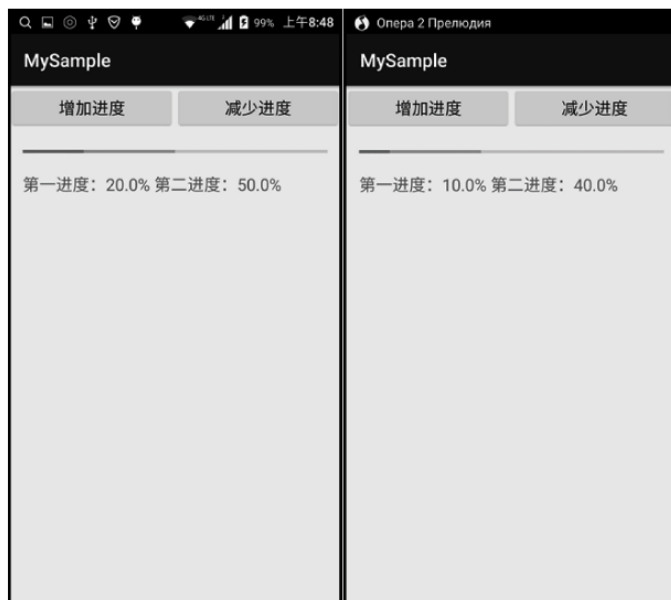 4G LTE 99% 上午8:48
MySample
增加进度 减少进度
第一进度：20.0% 第二进度：50.0%
Опера 2 Прелюдия
MySample
增加进度 减少进度
第一进度：10.0% 第二进度：40.0%